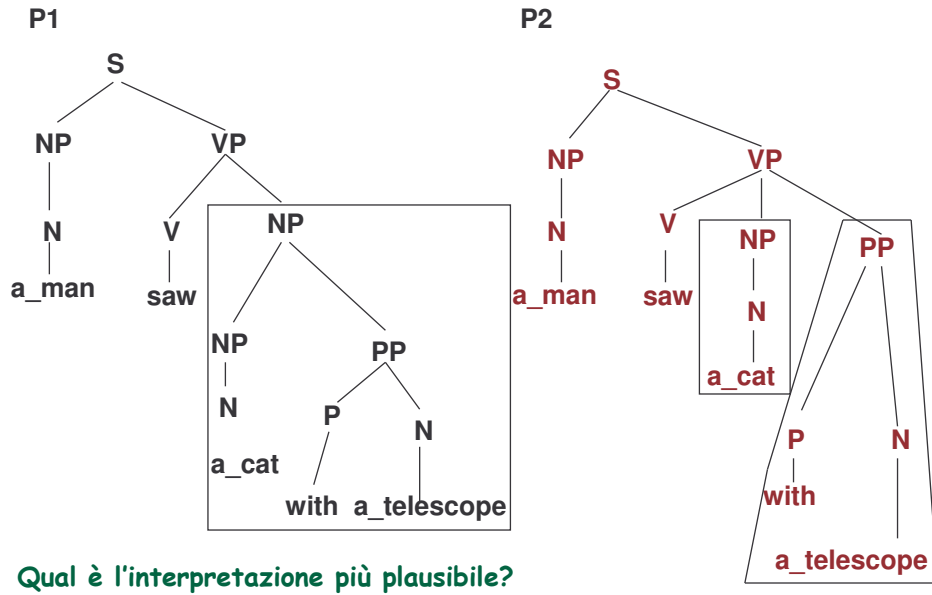 P1
S
NP VP
N V NP
a_man saw
NP PP
N P N
a_cat
with a_telescope
P2
S
NP VP
N V NP PP
a_man saw N
a_cat
P N
with
a_telescope
Qual è l'interpretazione più plausibile?